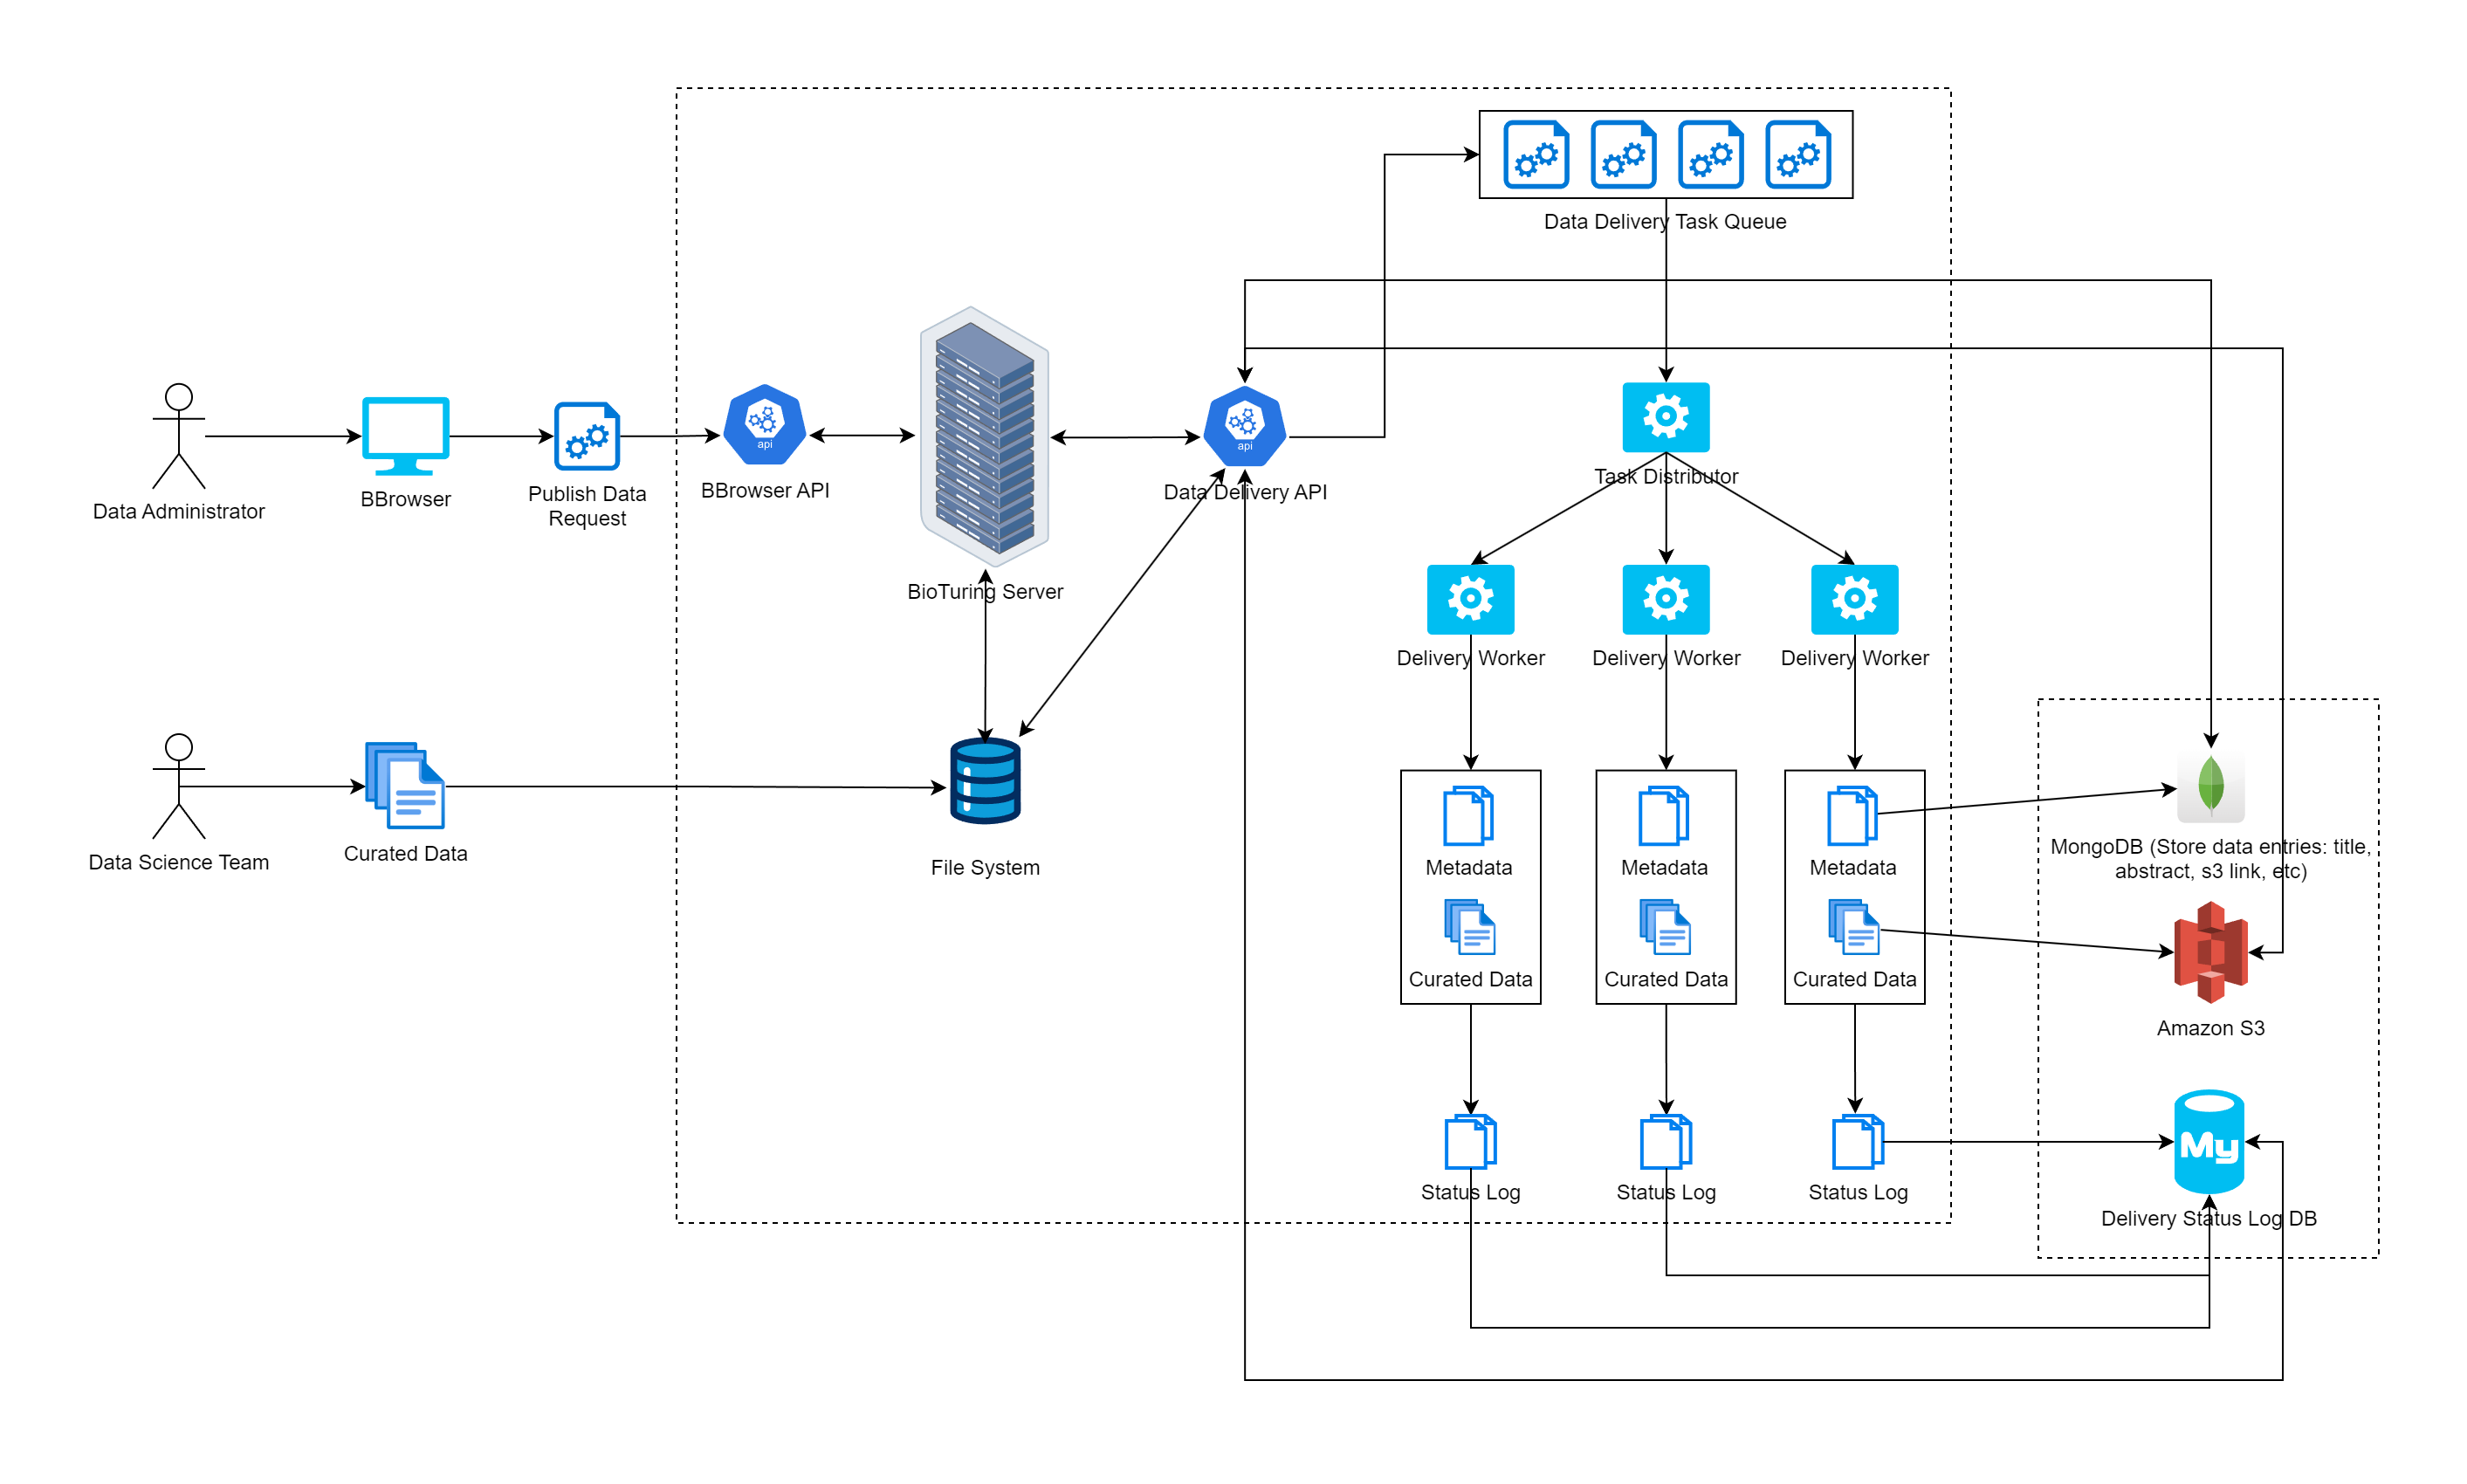 Data Delivery Task Queue
api
api
Data Administrator
BBrowser
Publish Data
Request
BBrowser API
Data Delivery API
Task Distributor
BioTuring Server
Delivery Worker
Delivery Worker
Delivery Worker
Data Science Team
Curated Data
File System
Metadata
Metadata
Metadata
MongoDB (Store data entries: title,
abstract, s3 link, etc)
Curated Data
Curated Data
Curated Data
Amazon S3
My
Status Log
Status Log
Status Log
Delivery Status Log DB